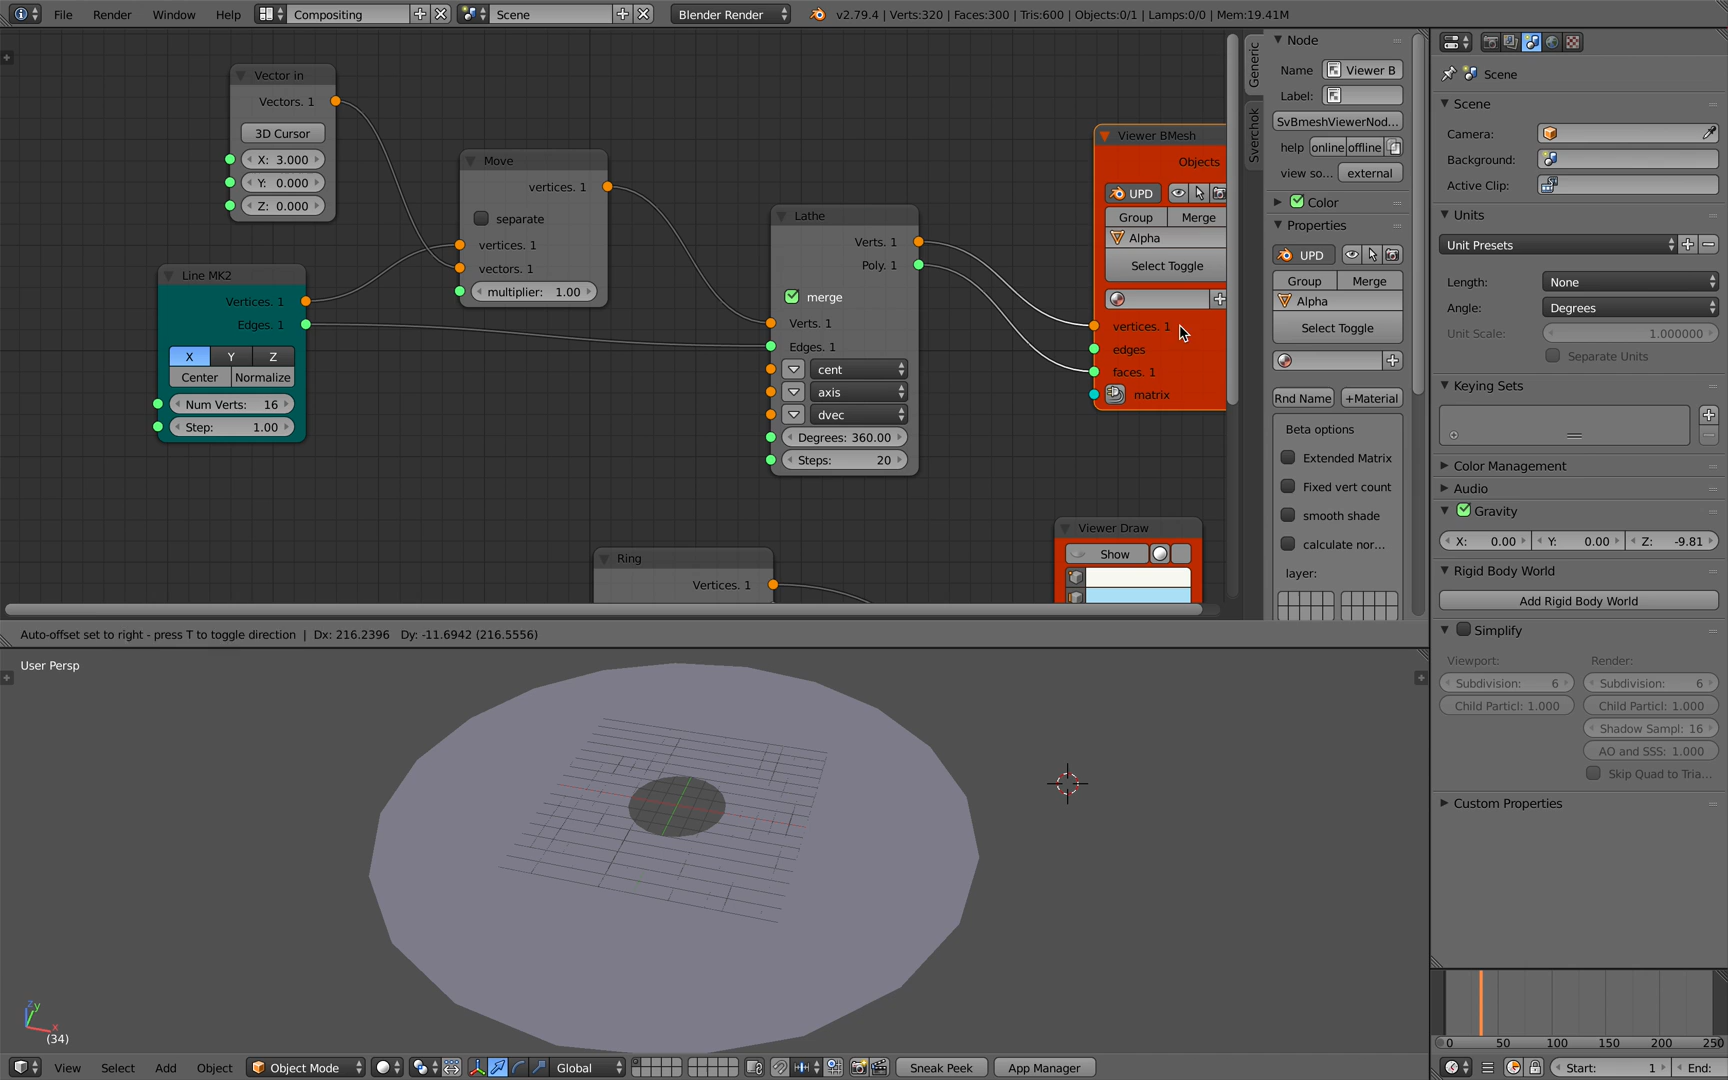 File Render Window Help Compositing Scene Blender Render v2.79.4 | Verts:320 | Faces:300 | Tris:600 | Objects:0/1 | Lamps:0/0 | Mem:19.41M
Vector in
Vectors. 1
3D Cursor
X: 3.000
Y: 0.000
Z: 0.000
Line MK2
Vertices. 1
Edges. 1
X Y Z
Center Normalize
Num Verts: 16
Step: 1.00
Move
vertices. 1
separate
vertices. 1
vectors. 1
multiplier: 1.00
Lathe
Verts. 1
Poly. 1
merge
Verts. 1
Edges. 1
cent
axis
dvec
Degrees: 360.00
Steps: 20
Viewer BMesh
Objects
UPD
Group Merge
Alpha
Select Toggle
vertices. 1
edges
faces. 1
matrix
Ring
Vertices. 1
Viewer Draw
Show
Generic
Sverchok
Node
Name Viewer B
Label:
SvBmeshViewerNod...
help online offline
view so... external
Color
Properties
UPD
Group Merge
Alpha
Select Toggle
Rnd Name +Material
Beta options
Extended Matrix
Fixed vert count
smooth shade
calculate nor...
layer:
Scene
Scene
Camera:
Background:
Active Clip:
Units
Unit Presets
Length: None
Angle: Degrees
Unit Scale: 1.000000
Separate Units
Keying Sets
Color Management
Audio
Gravity
X: 0.00 Y: 0.00 Z: -9.81
Rigid Body World
Add Rigid Body World
Simplify
Viewport: Render:
Subdivision: 6 Subdivision: 6
Child Particl: 1.000 Child Particl: 1.000
Shadow Sampl: 16
AO and SSS: 1.000
Skip Quad to Tria...
Custom Properties
Auto-offset set to right - press T to toggle direction | Dx: 216.2396 Dy: -11.6942 (216.5556)
User Persp
z y x
(34)
0 50 100 150 200 250
View Select Add Object Object Mode Global Sneak Peek App Manager
Start: 1 End: